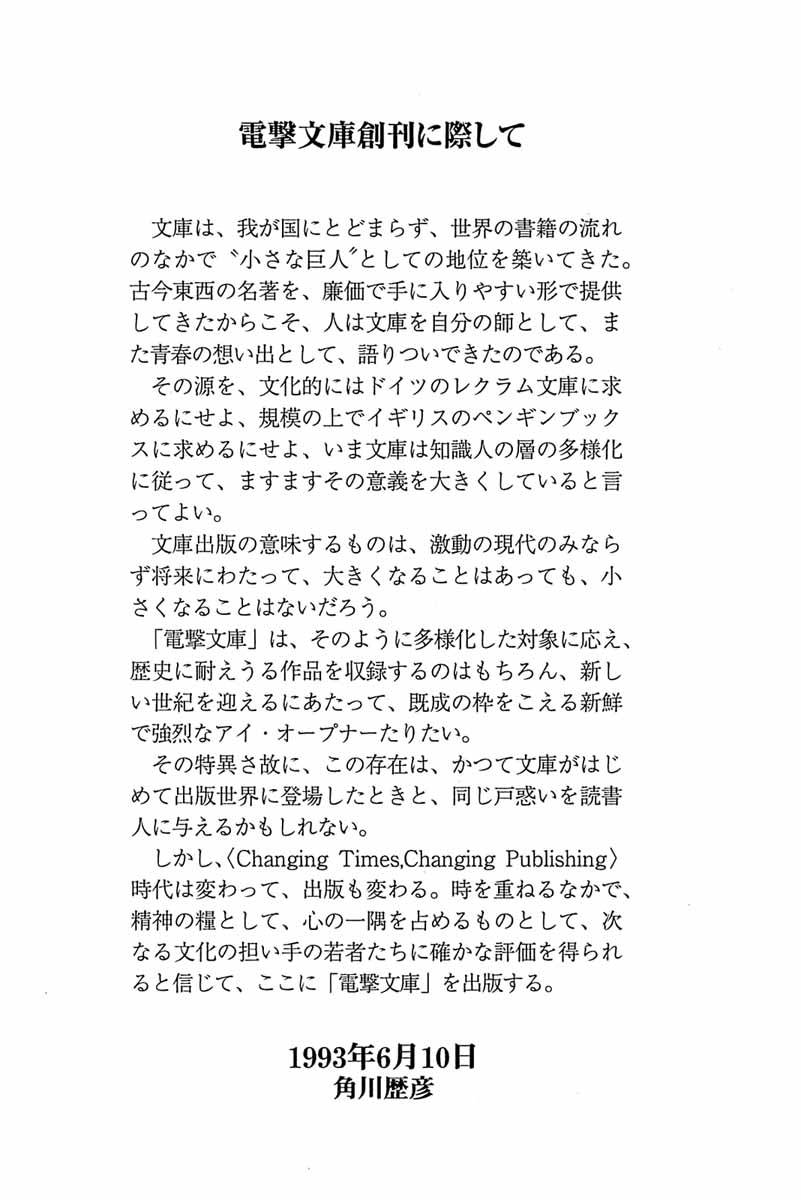 電撃文庫創刊に際して
文庫は、我が国にとどまらず、世界の書籍の流れ
のなかで〝小さな巨人〟としての地位を築いてきた。
古今東西の名著を、廉価で手に入りやすい形で提供
してきたからこそ、人は文庫を自分の師として、ま
た青春の想い出として、語りついできたのである。
その源を、文化的にはドイツのレクラム文庫に求
めるにせよ、規模の上でイギリスのペンギンブック
スに求めるにせよ、いま文庫は知識人の層の多様化
に従って、ますますその意義を大きくしていると言
ってよい。
文庫出版の意味するものは、激動の現代のみなら
ず将来にわたって、大きくなることはあっても、小
さくなることはないだろう。
「電撃文庫」は、そのように多様化した対象に応え、
歴史に耐えうる作品を収録するのはもちろん、新し
い世紀を迎えるにあたって、既成の枠をこえる新鮮
で強烈なアイ・オープナーたりたい。
その特異さ故に、この存在は、かつて文庫がはじ
めて出版世界に登場したときと、同じ戸惑いを読書
人に与えるかもしれない。
しかし、〈Changing Times,Changing Publishing〉
時代は変わって、出版も変わる。時を重ねるなかで、
精神の糧として、心の一隅を占めるものとして、次
なる文化の担い手の若者たちに確かな評価を得られ
ると信じて、ここに「電撃文庫」を出版する。
1993年6月10日
角川歴彦